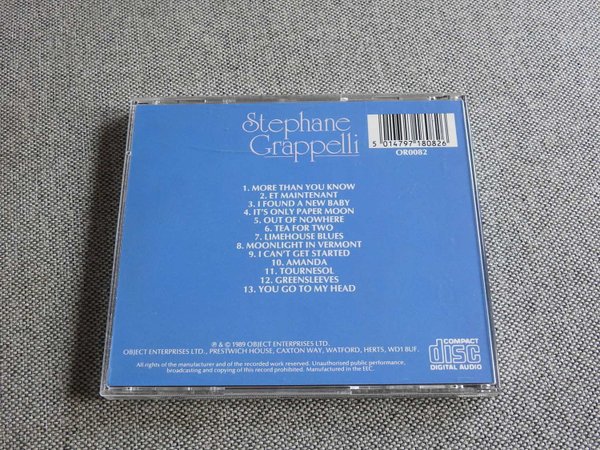 Stephane
Grappelli
5 014797 180826
OR0082
1. MORE THAN YOU KNOW
2. ET MAINTENANT
3. I FOUND A NEW BABY
4. IT'S ONLY PAPER MOON
5. OUT OF NOWHERE
6. TEA FOR TWO
7. LIMEHOUSE BLUES
8. MOONLIGHT IN VERMONT
9. I CAN'T GET STARTED
10. AMANDA
11. TOURNESOL
12. GREENSLEEVES
13. YOU GO TO MY HEAD
℗ & © 1989 OBJECT ENTERPRISES LTD.
OBJECT ENTERPRISES LTD., PRESTWICH HOUSE, CAXTON WAY, WATFORD, HERTS, WD1 8UF.
All rights of the manufacturer and of the recorded work reserved. Unauthorised public performance,
broadcasting and copying of this record prohibited. Manufactured in the EEC.
COMPACT
disc
DIGITAL AUDIO